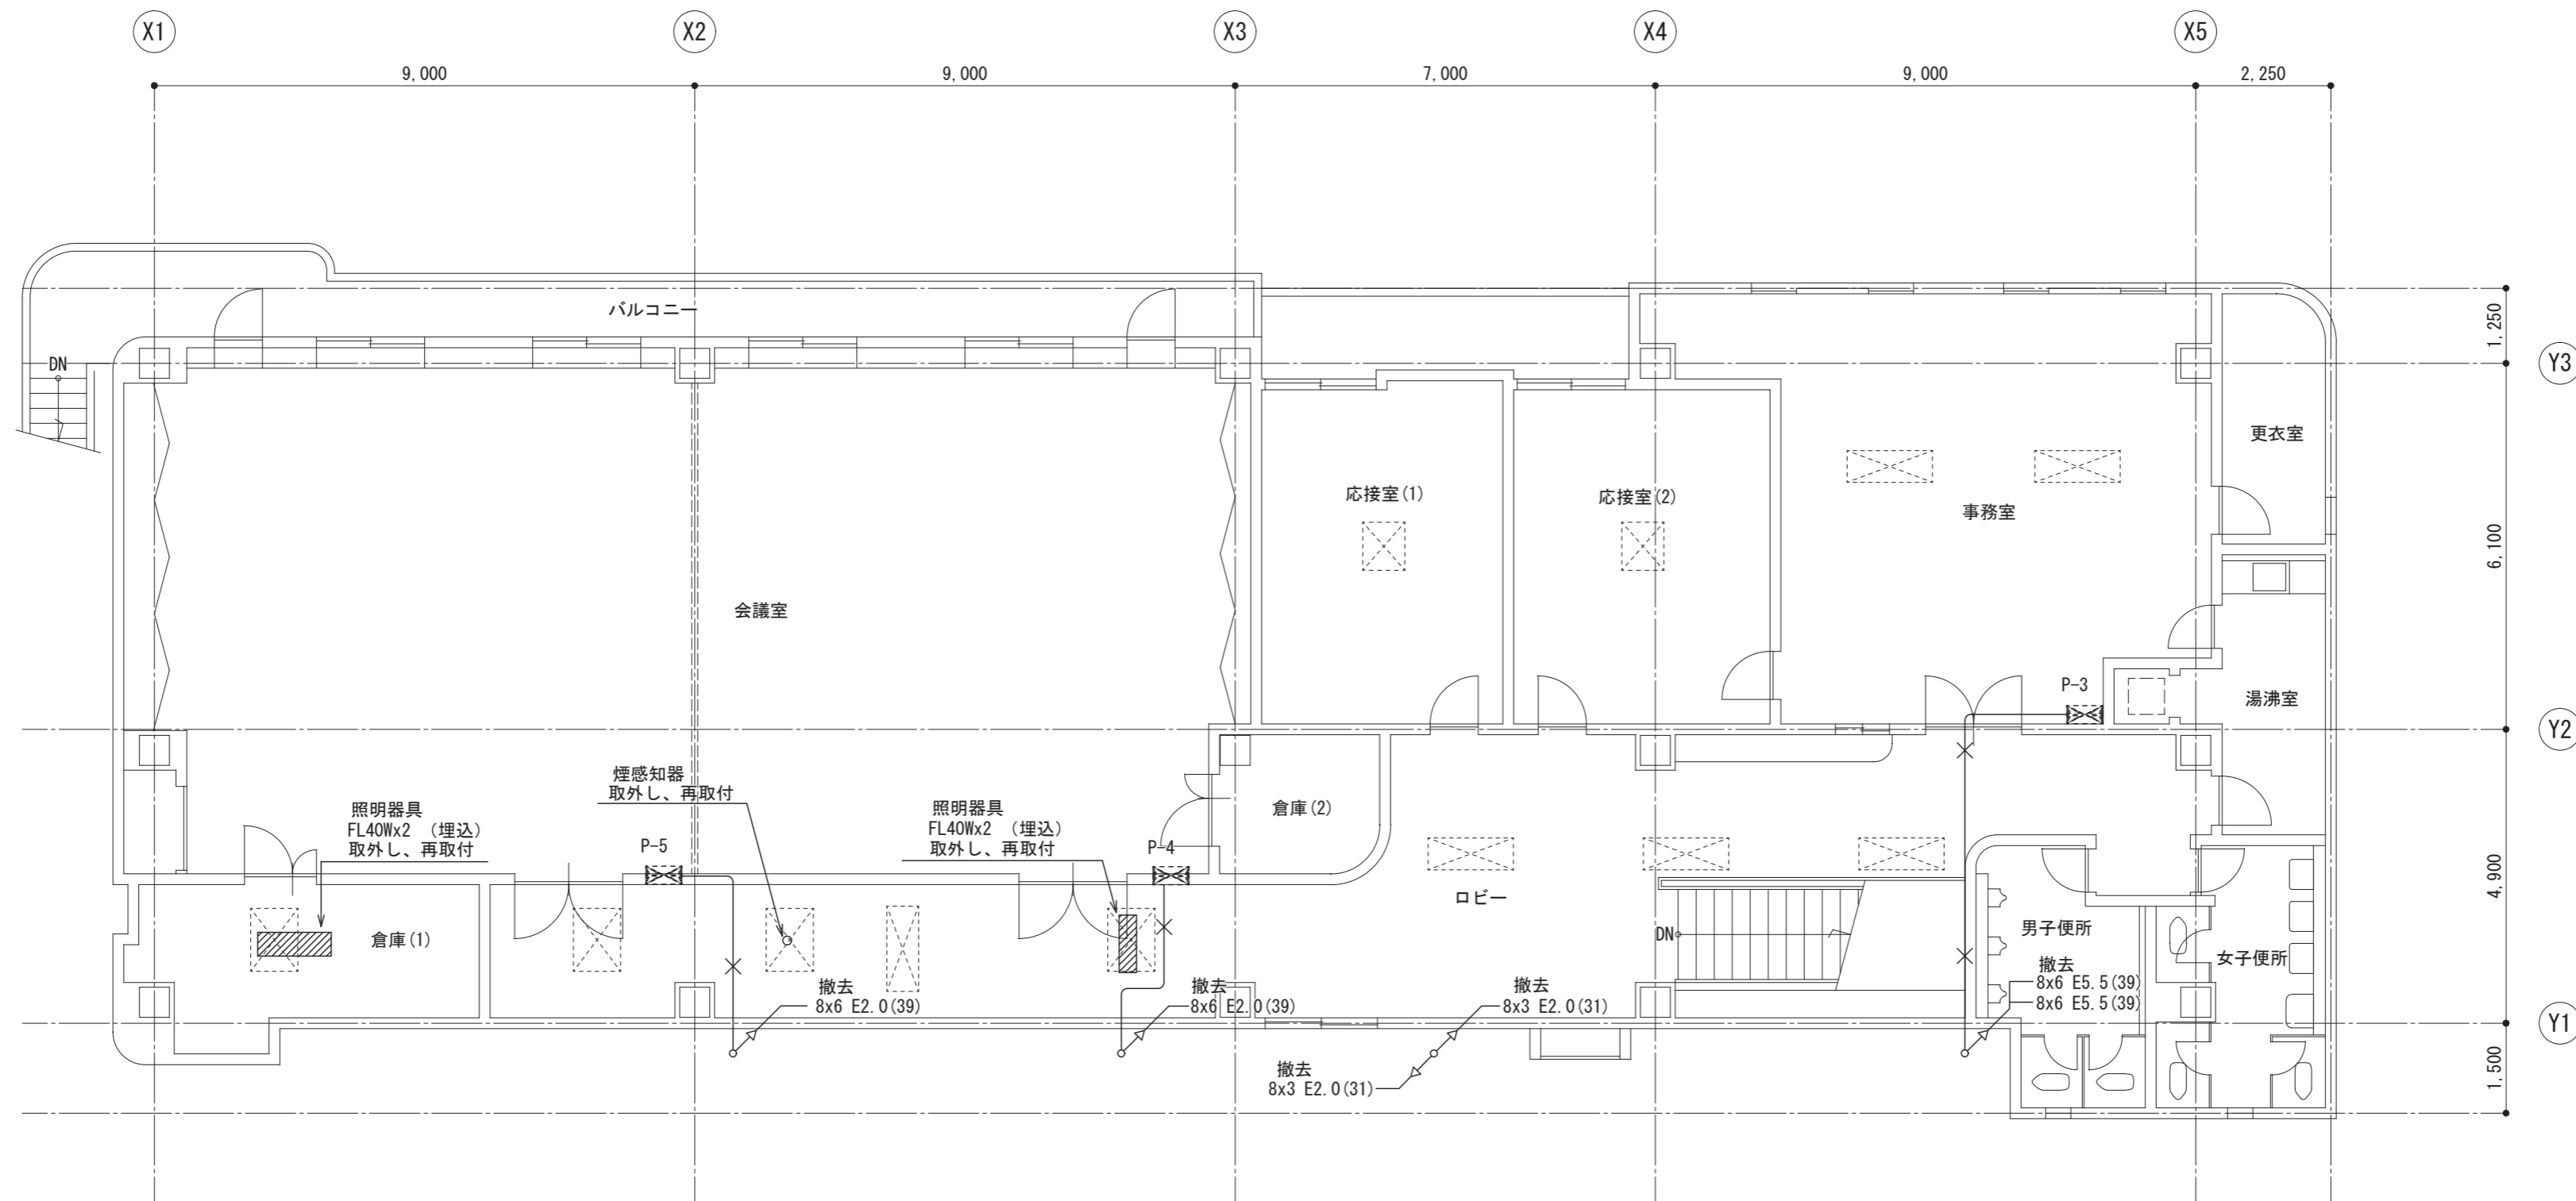 X1
X2
X3
X4
X5
9,000
9,000
7,000
9,000
2,250
バルコニー
DN
1,250
Y3
更衣室
応接室(1)
応接室(2)
事務室
6,100
会議室
P-3
湯沸室
Y2
煙感知器
取外し、再取付
照明器具
FL40Wx2 (埋込)
取外し、再取付
照明器具
FL40Wx2 (埋込)
取外し、再取付
倉庫(2)
P-5
P-4
4,900
ロビー
倉庫(1)
DN
男子便所
女子便所
撤去
8x6 E5.5(39)
8x6 E5.5(39)
撤去
8x6 E2.0(39)
撤去
8x6 E2.0(39)
撤去
8x3 E2.0(31)
Y1
撤去
8x3 E2.0(31)
1,500